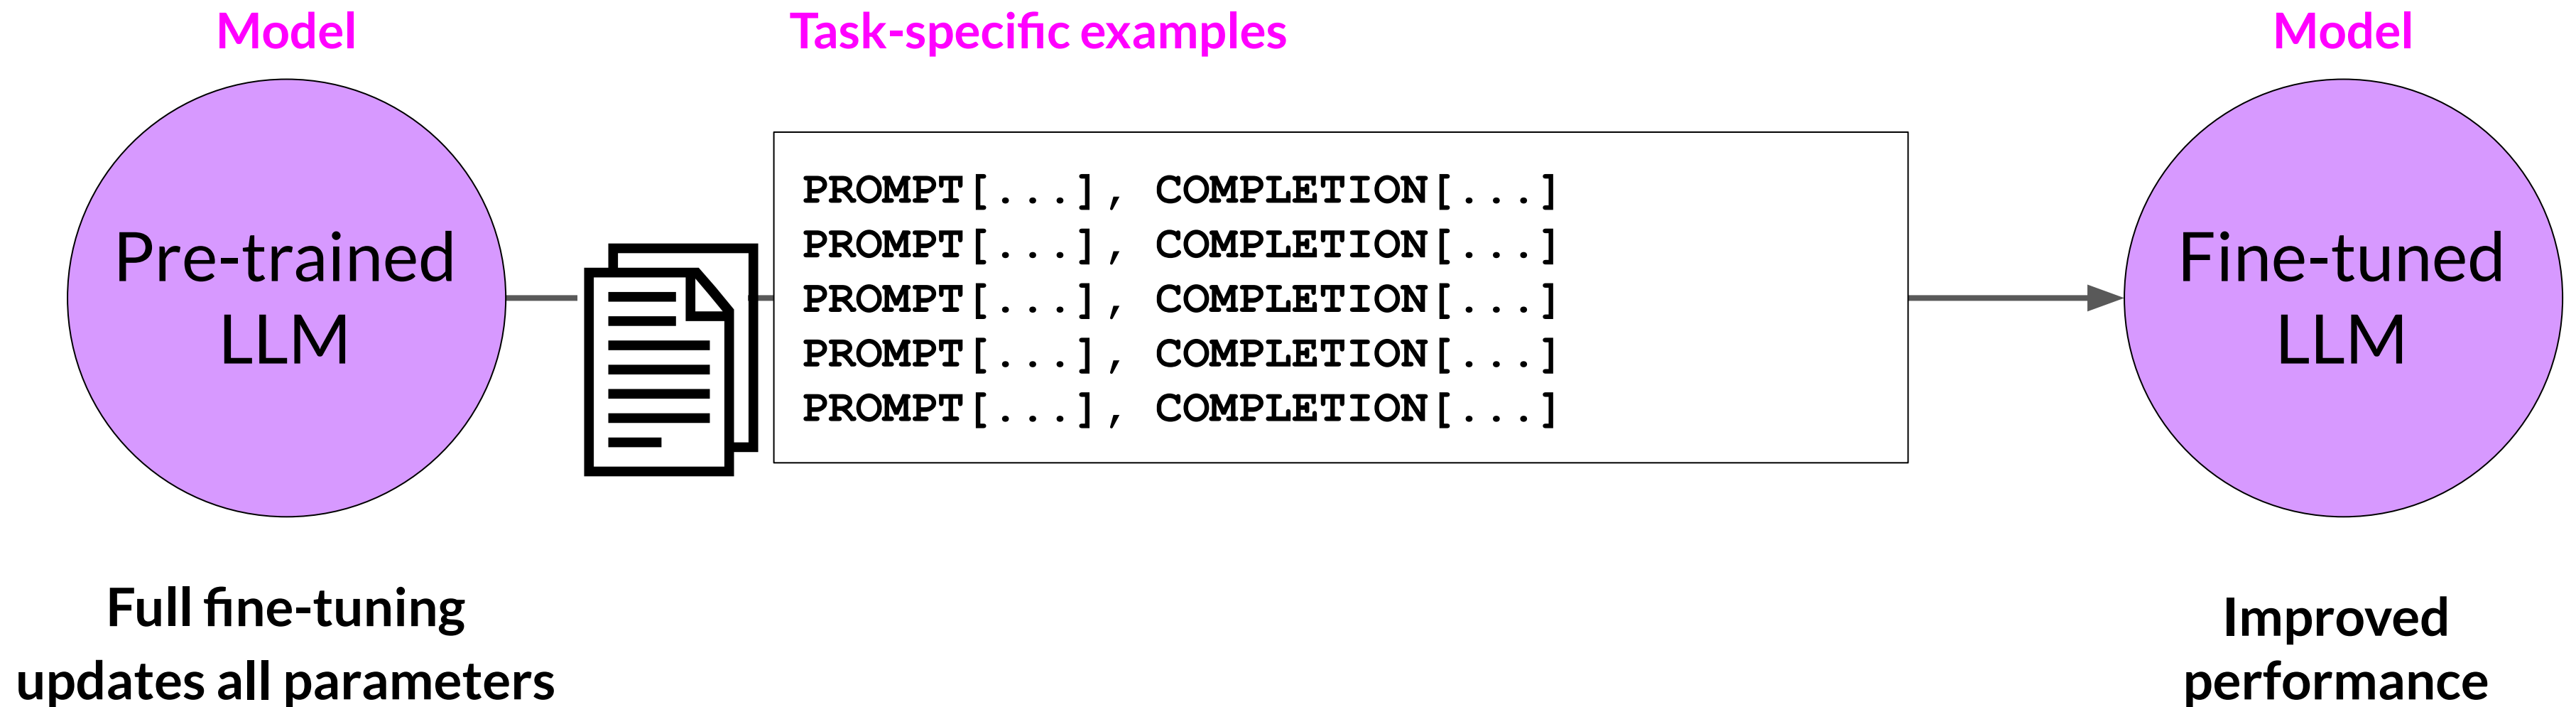 Model
Task-specific examples
Model
Pre-trained
LLM
PROMPT[...], COMPLETION[...]
PROMPT[...], COMPLETION[...]
PROMPT[...], COMPLETION[...]
PROMPT[...], COMPLETION[...]
PROMPT[...], COMPLETION[...]
Fine-tuned
LLM
Full fine-tuning
updates all parameters
Improved
performance